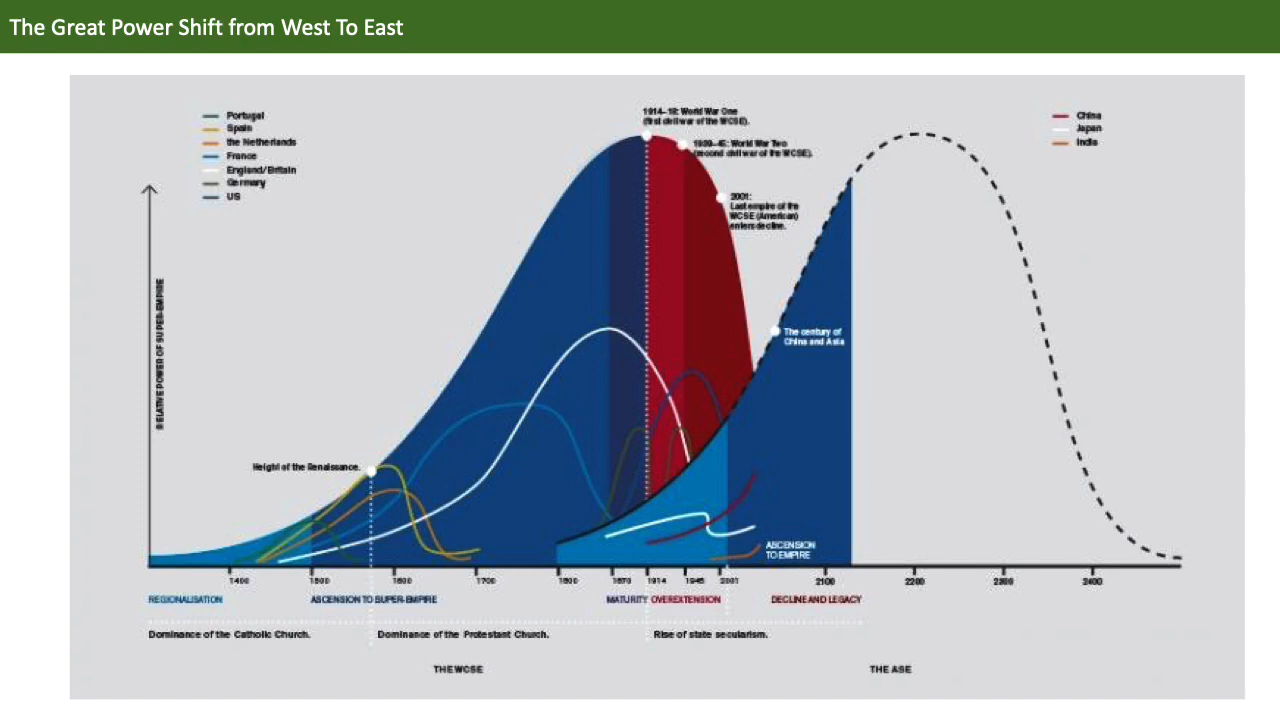 The Great Power Shift from West To East
Portugal
Spain
the Netherlands
France
England/Britain
Germany
US
1914–18: World War One
(first civil war of the WCSE).
1939–45: World War Two
(second civil war of the WCSE).
2001:
Last empire of the
WCSE (American)
enters decline.
China
Japan
India
RELATIVE POWER OF SUPER-EMPIRE
The century of
China and Asia
Height of the Renaissance.
ASCENSION
TO EMPIRE
1400
1500
1600
1700
1800
1870
1914
1945
2001
2100
2200
2300
2400
REGIONALISATION
ASCENSION TO SUPER-EMPIRE
MATURITY
OVEREXTENSION
DECLINE AND LEGACY
Dominance of the Catholic Church.
Dominance of the Protestant Church.
Rise of state secularism.
THE WCSE
THE ASE